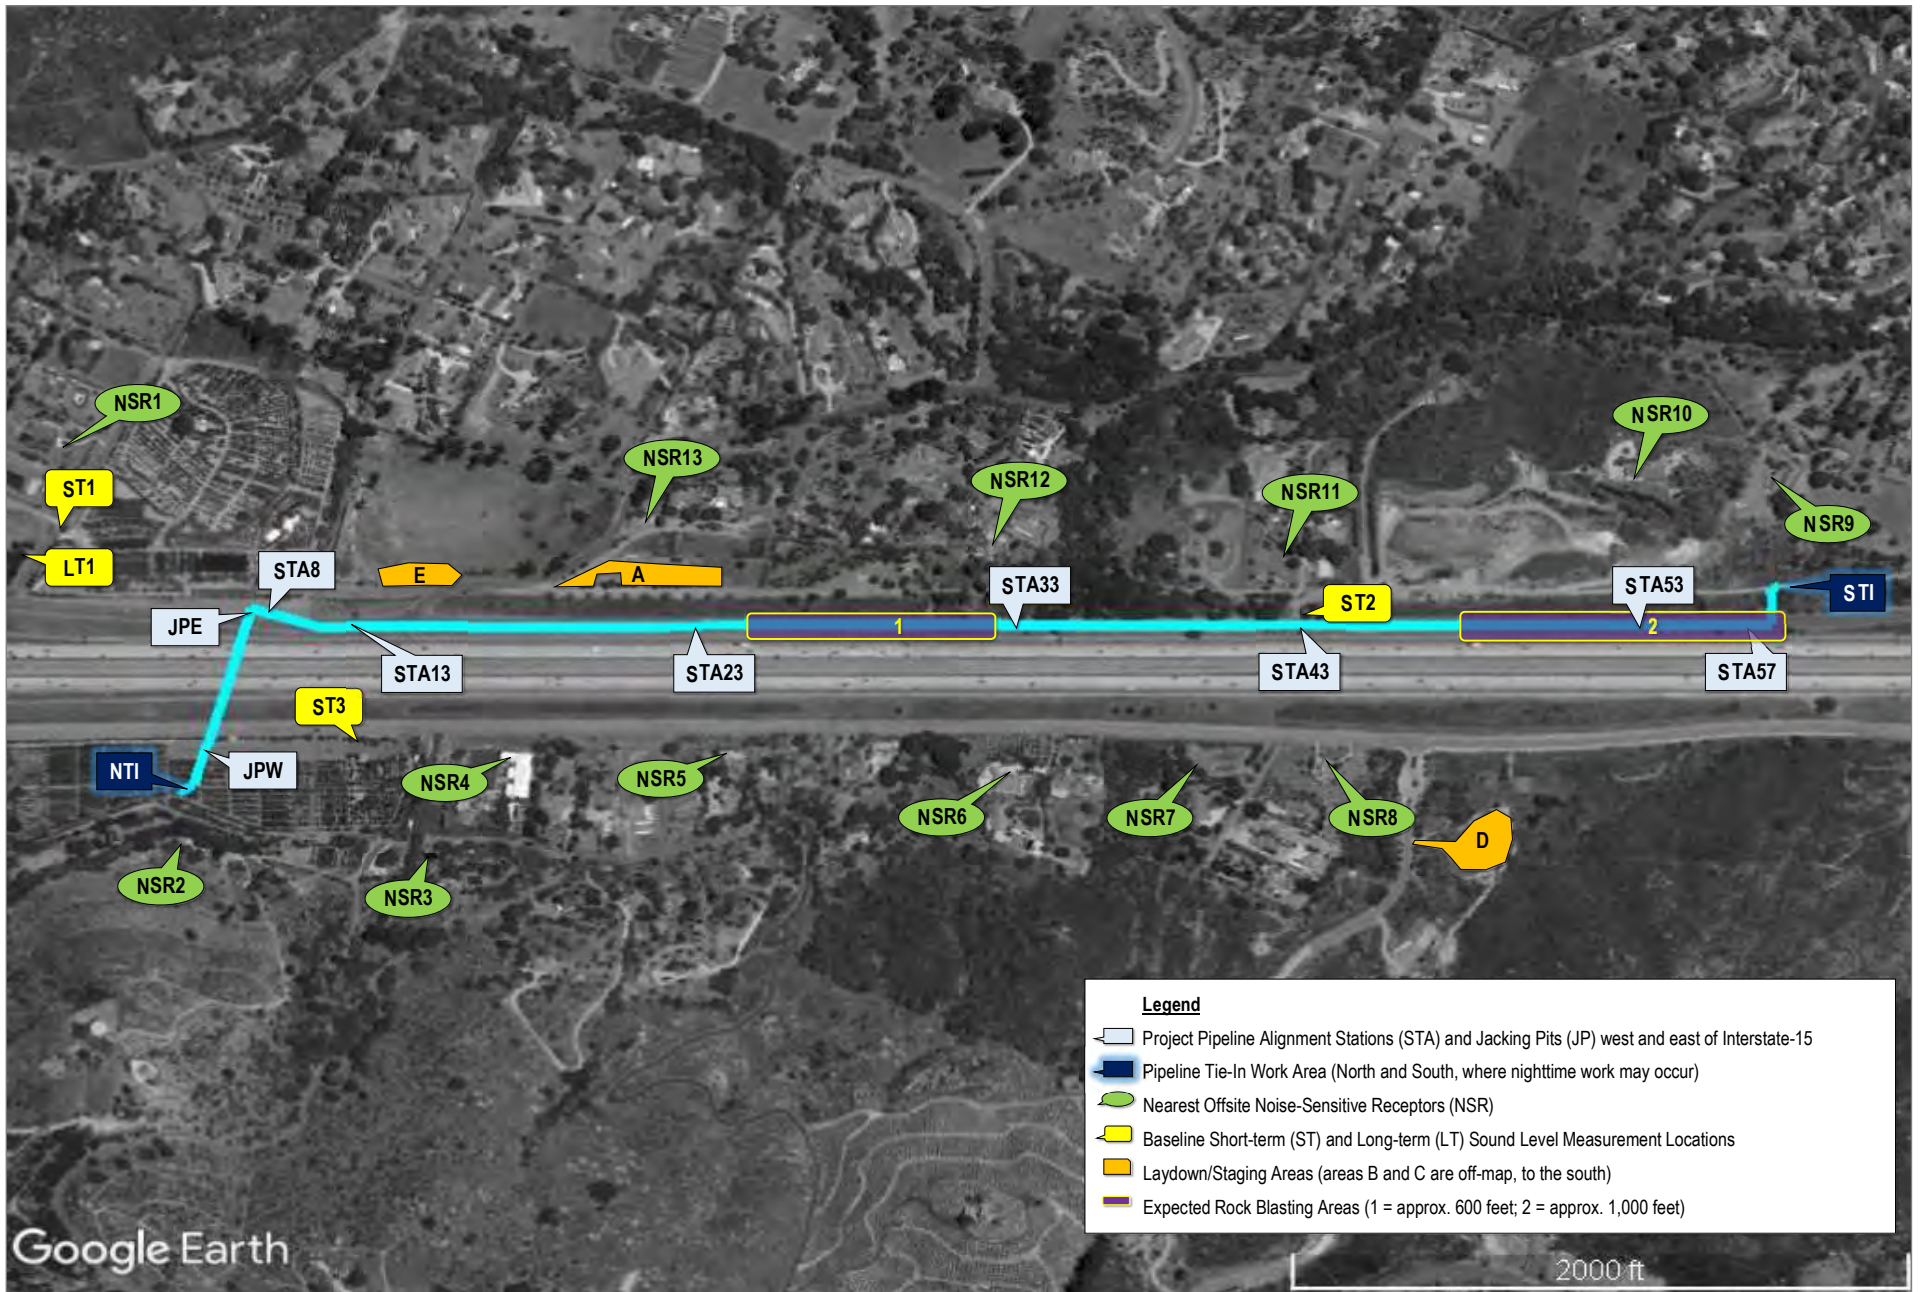 NSR1
NSR10
NSR13
NSR12
ST1
NSR11
NSR9
LT1
STA8
E
A
STA33
STA53
STI
ST2
JPE
1
2
STA13
STA23
STA43
STA57
ST3
NTI
JPW
NSR4
NSR5
NSR6
NSR7
NSR8
D
NSR2
NSR3
Legend
Project Pipeline Alignment Stations (STA) and Jacking Pits (JP) west and east of Interstate-15
Pipeline Tie-In Work Area (North and South, where nighttime work may occur)
Nearest Offsite Noise-Sensitive Receptors (NSR)
Baseline Short-term (ST) and Long-term (LT) Sound Level Measurement Locations
Laydown/Staging Areas (areas B and C are off-map, to the south)
Expected Rock Blasting Areas (1 = approx. 600 feet; 2 = approx. 1,000 feet)
Google Earth
2000 ft